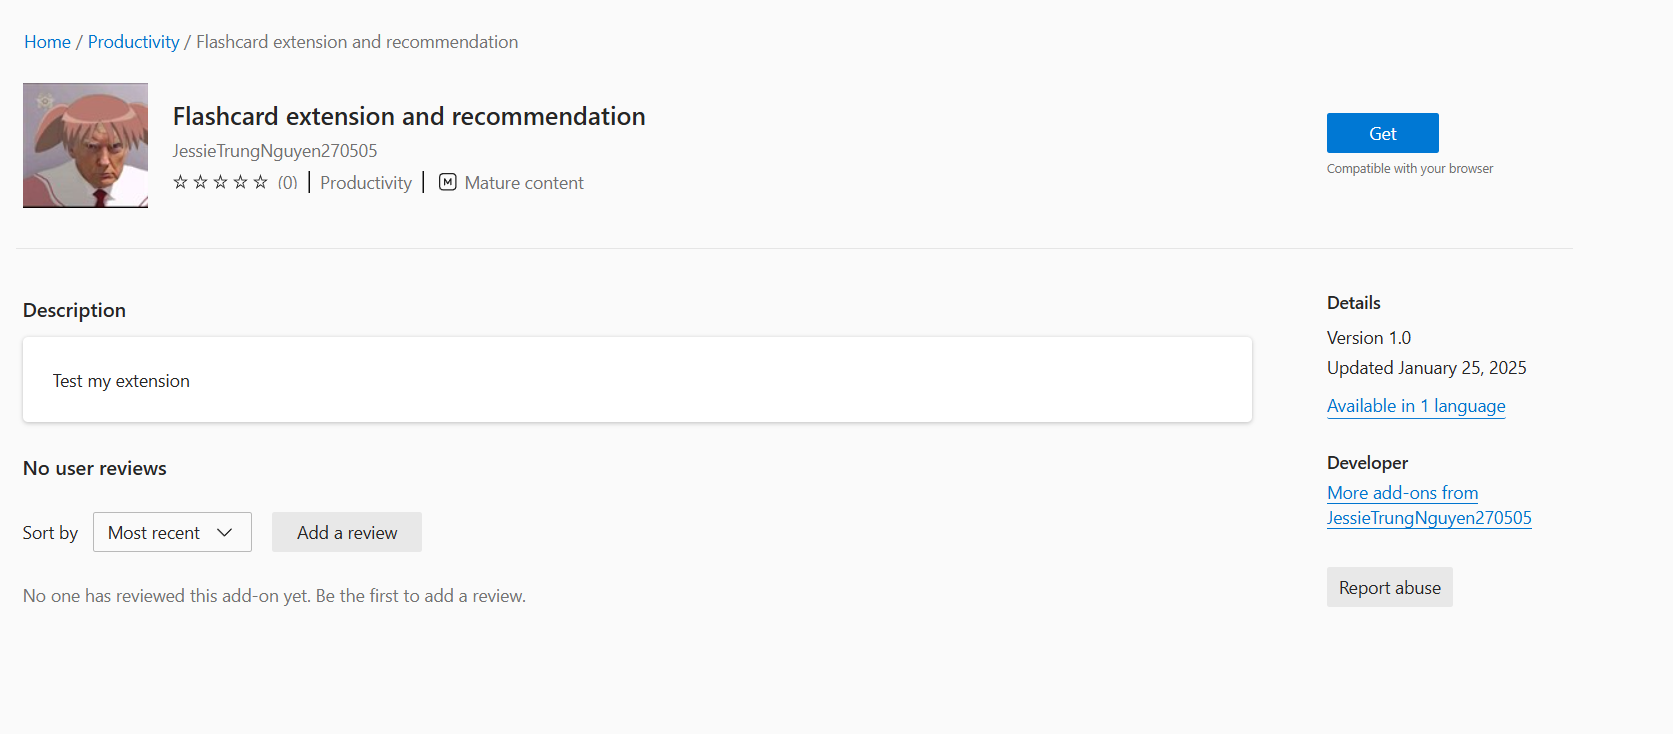 Home / Productivity / Flashcard extension and recommendation
Flashcard extension and recommendation
JessieTrungNguyen270505
(0) | Productivity | M Mature content
Get
Compatible with your browser
Description
Test my extension
No user reviews
Sort by Most recent Add a review
No one has reviewed this add-on yet. Be the first to add a review.
Details
Version 1.0
Updated January 25, 2025
Available in 1 language
Developer
More add-ons from
JessieTrungNguyen270505
Report abuse